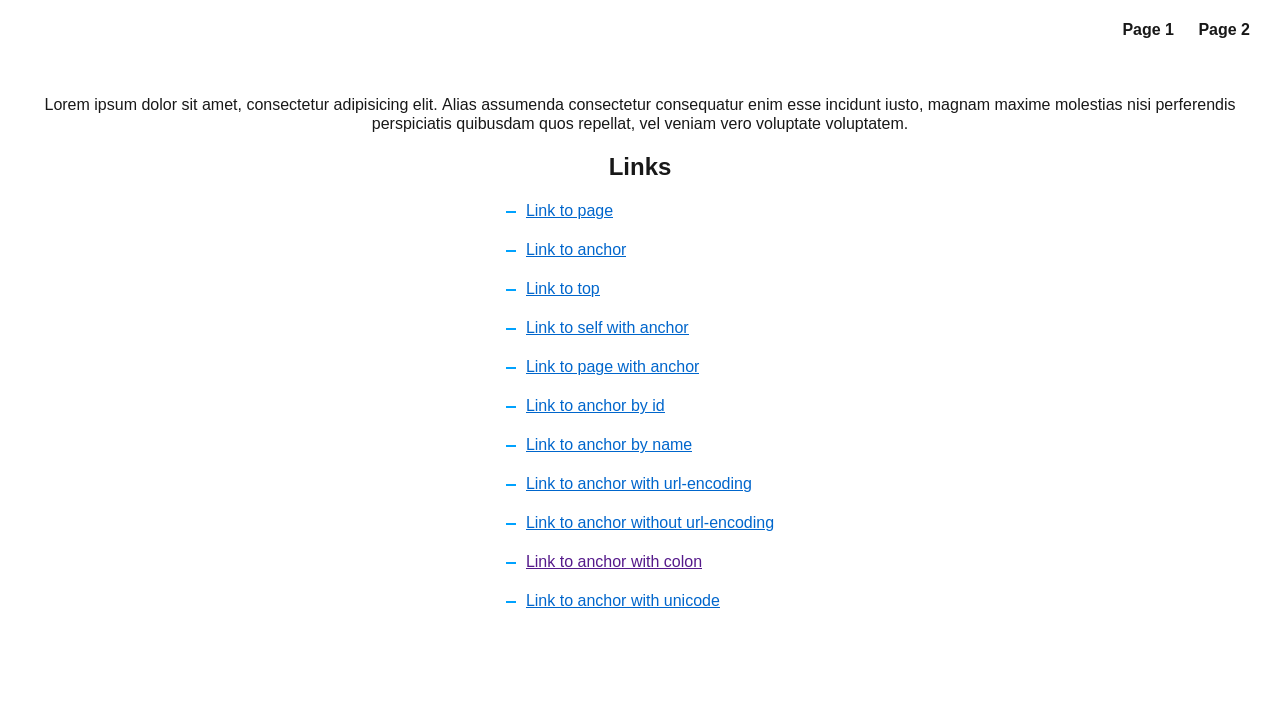 Page 1 Page 2
Lorem ipsum dolor sit amet, consectetur adipisicing elit. Alias assumenda consectetur consequatur enim esse incidunt iusto, magnam maxime molestias nisi perferendis
perspiciatis quibusdam quos repellat, vel veniam vero voluptate voluptatem.
Links
– Link to page
– Link to anchor
– Link to top
– Link to self with anchor
– Link to page with anchor
– Link to anchor by id
– Link to anchor by name
– Link to anchor with url-encoding
– Link to anchor without url-encoding
– Link to anchor with colon
– Link to anchor with unicode